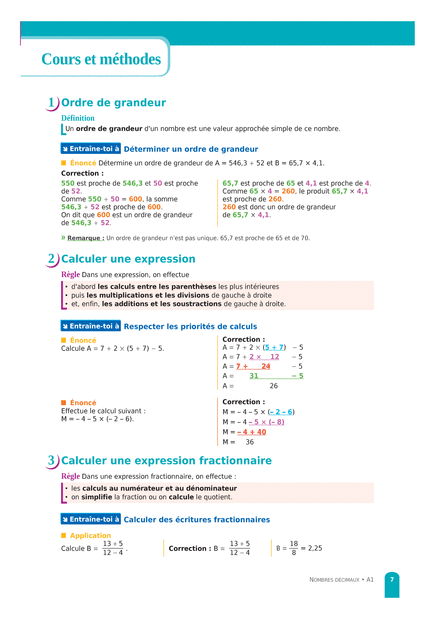 Cours et méthodes
1 Ordre de grandeur
Définition
Un ordre de grandeur d'un nombre est une valeur approchée simple de ce nombre.
Entraîne-toi à Déterminer un ordre de grandeur
Énoncé Détermine un ordre de grandeur de A = 546,3 + 52 et B = 65,7 × 4,1.
Correction :
550 est proche de 546,3 et 50 est proche
de 52.
Comme 550 + 50 = 600, la somme
546,3 + 52 est proche de 600.
On dit que 600 est un ordre de grandeur
de 546,3 + 52.
65,7 est proche de 65 et 4,1 est proche de 4.
Comme 65 × 4 = 260, le produit 65,7 × 4,1
est proche de 260.
260 est donc un ordre de grandeur
de 65,7 × 4,1.
» Remarque : Un ordre de grandeur n'est pas unique. 65,7 est proche de 65 et de 70.
2 Calculer une expression
Règle Dans une expression, on effectue
• d'abord les calculs entre les parenthèses les plus intérieures
• puis les multiplications et les divisions de gauche à droite
• et, enfin, les additions et les soustractions de gauche à droite.
Entraîne-toi à Respecter les priorités de calculs
Énoncé
Calcule A = 7 + 2 × (5 + 7) − 5.
Correction :
A = 7 + 2 × (5 + 7) − 5
A = 7 + 2 × 12 − 5
A = 7 + 24 − 5
A = 31 − 5
A = 26
Énoncé
Effectue le calcul suivant :
M = − 4 − 5 × (− 2 − 6).
Correction :
M = − 4 − 5 × (− 2 − 6)
M = − 4 − 5 × (− 8)
M = − 4 + 40
M = 36
3 Calculer une expression fractionnaire
Règle Dans une expression fractionnaire, on effectue :
• les calculs au numérateur et au dénominateur
• on simplifie la fraction ou on calcule le quotient.
Entraîne-toi à Calculer des écritures fractionnaires
Application
Calcule B = 13 + 5 / 12 − 4 .
Correction : B = 13 + 5 / 12 − 4
B = 18 / 8 = 2,25
NOMBRES DÉCIMAUX • A1 7